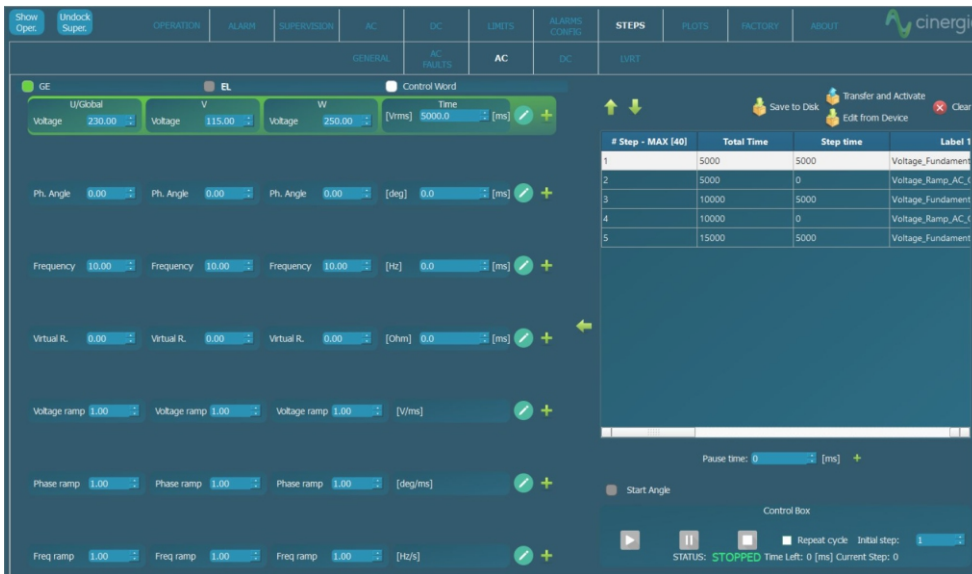 Show Oper. Undock Super. OPERATION ALARM SUPERVISION AC DC LIMITS ALARMS CONFIG STEPS PLOTS FACTORY ABOUT cinergi
GENERAL AC FAULTS AC DC LVRT
GE EL Control Word
U/Global V W Time
Voltage 230.00 Voltage 115.00 Voltage 250.00 [Vrms] 5000.0 [ms]
Ph. Angle 0.00 Ph. Angle 0.00 Ph. Angle 0.00 [deg] 0.0 [ms]
Frequency 10.00 Frequency 10.00 Frequency 10.00 [Hz] 0.0 [ms]
Virtual R. 0.00 Virtual R. 0.00 Virtual R. 0.00 [Ohm] 0.0 [ms]
Voltage ramp 1.00 Voltage ramp 1.00 Voltage ramp 1.00 [V/ms]
Phase ramp 1.00 Phase ramp 1.00 Phase ramp 1.00 [deg/ms]
Freq ramp 1.00 Freq ramp 1.00 Freq ramp 1.00 [Hz/s]
Save to Disk Transfer and Activate Clear
Edit from Device
# Step - MAX [40] Total Time Step time Label 1
1 5000 5000 Voltage_Fundament
2 5000 0 Voltage_Ramp_AC_
3 10000 5000 Voltage_Fundament
4 10000 0 Voltage_Ramp_AC_
5 15000 5000 Voltage_Fundament
Pause time: 0 [ms]
Start Angle
Control Box
Repeat cycle Initial step: 1
STATUS: STOPPED Time Left: 0 [ms] Current Step: 0